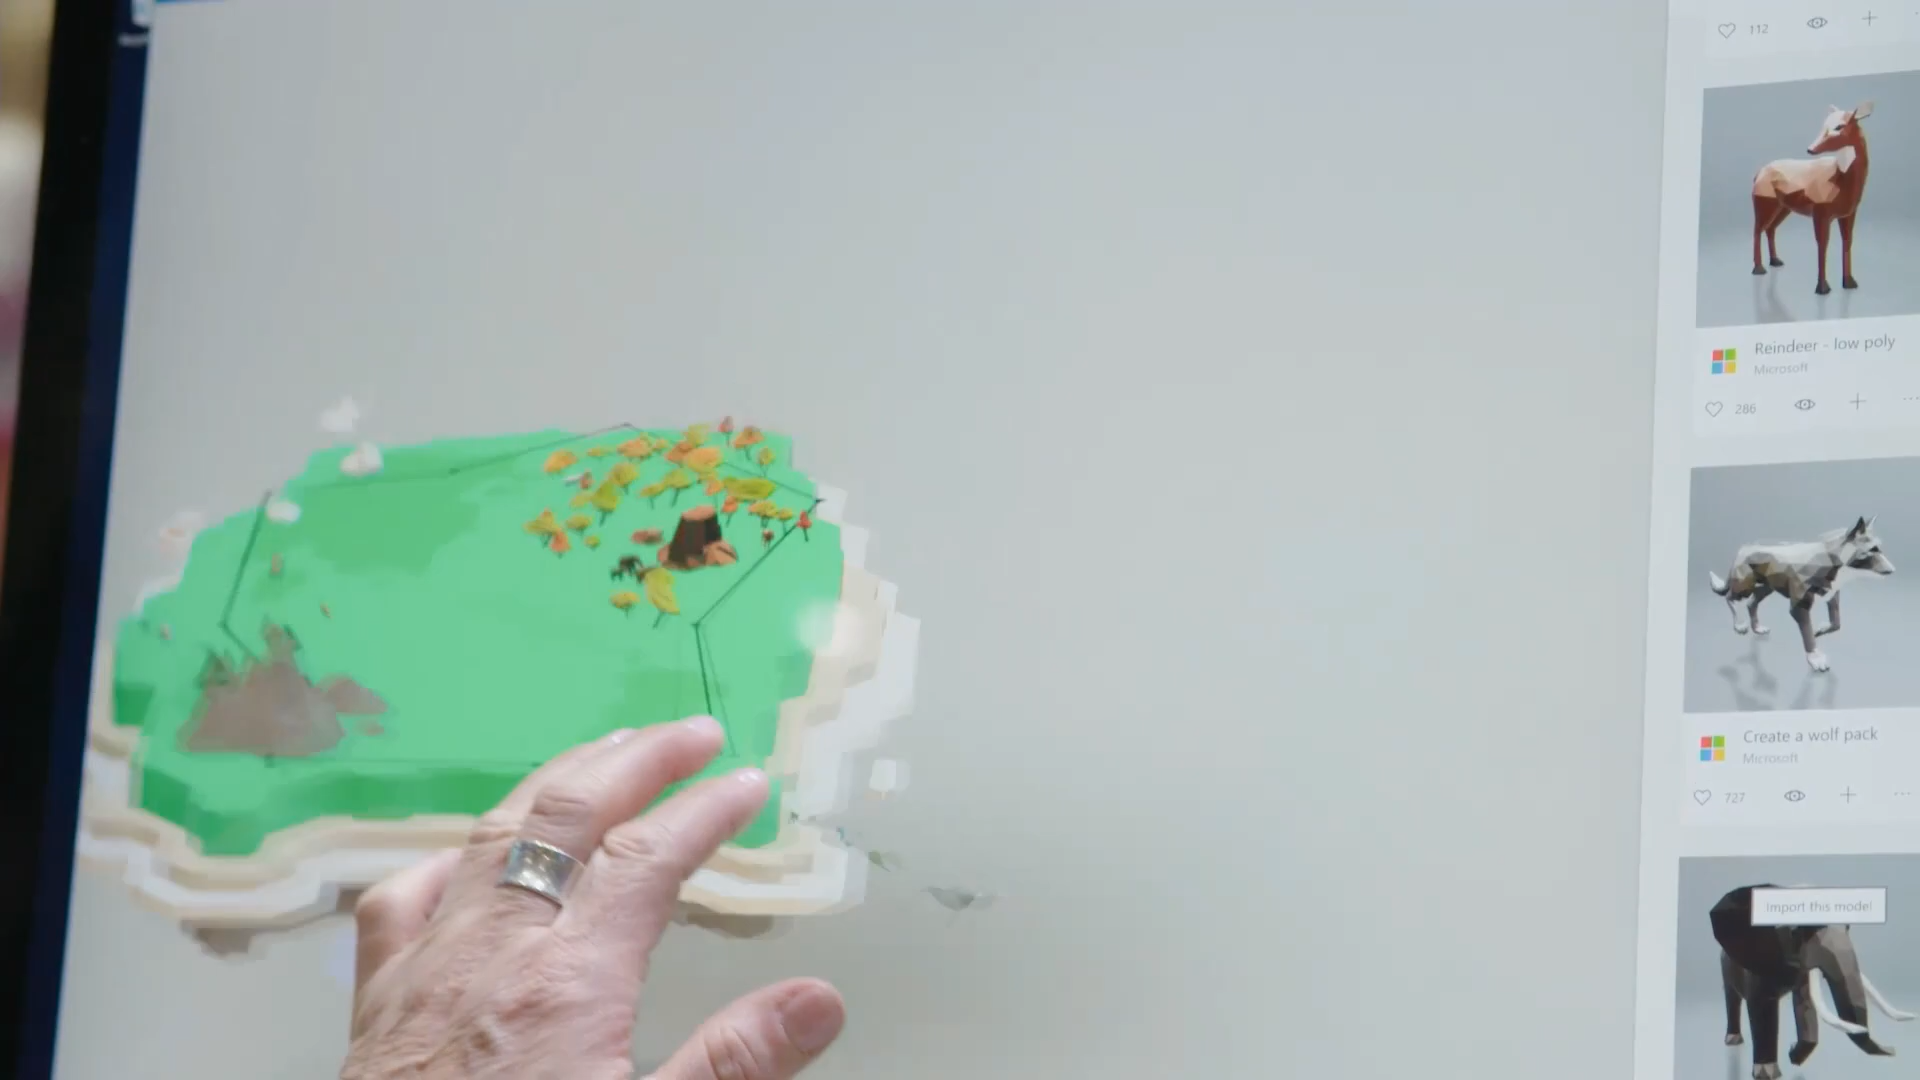 112
Reindeer - low poly
Microsoft
286
Create a wolf pack
Microsoft
727
Import this model